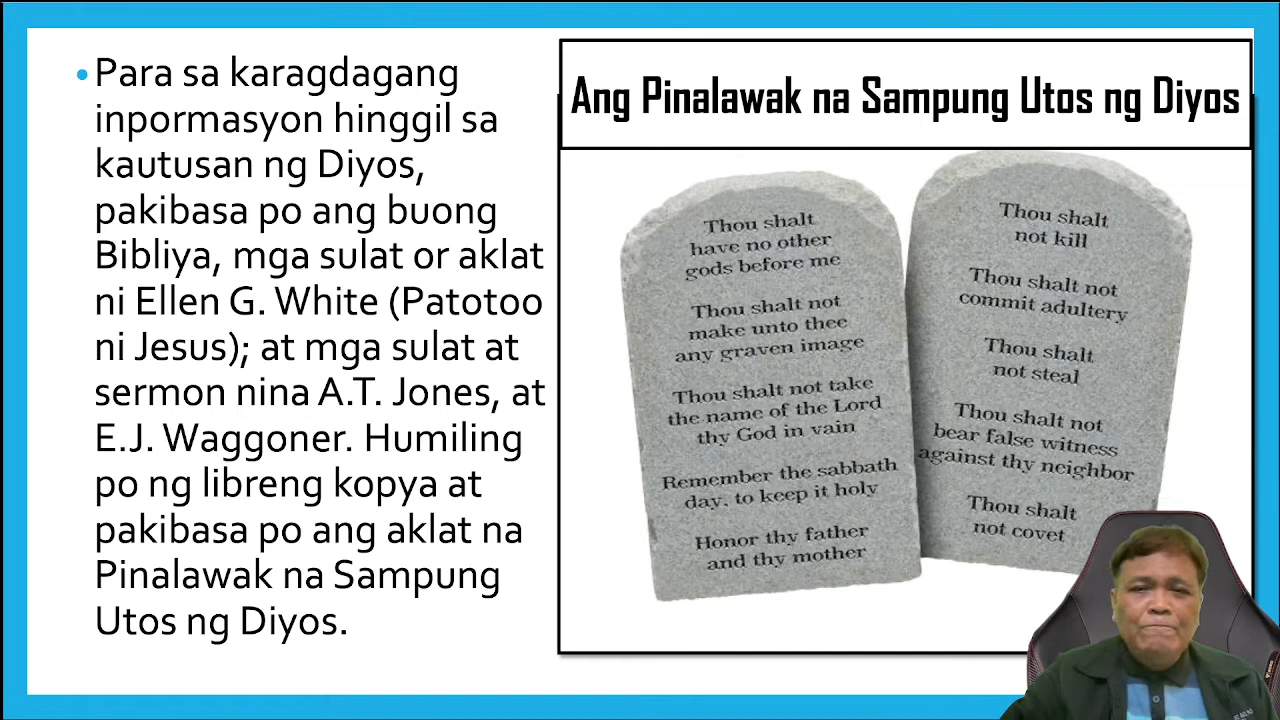 Para sa karagdagang
inpormasyon hinggil sa
kautusan ng Diyos,
pakibasa po ang buong
Bibliya, mga sulat or aklat
ni Ellen G. White (Patotoo
ni Jesus); at mga sulat at
sermon nina A.T. Jones, at
E.J. Waggoner. Humiling
po ng libreng kopya at
pakibasa po ang aklat na
Pinalawak na Sampung
Utos ng Diyos.
Ang Pinalawak na Sampung Utos ng Diyos
Thou shalt
have no other
gods before me
Thou shalt not
make unto thee
any graven image
Thou shalt not take
the name of the Lord
thy God in vain
Remember the sabbath
day, to keep it holy
Honor thy father
and thy mother
Thou shalt
not kill
Thou shalt not
commit adultery
Thou shalt
not steal
Thou shalt not
bear false witness
against thy neighbor
Thou shalt
not covet